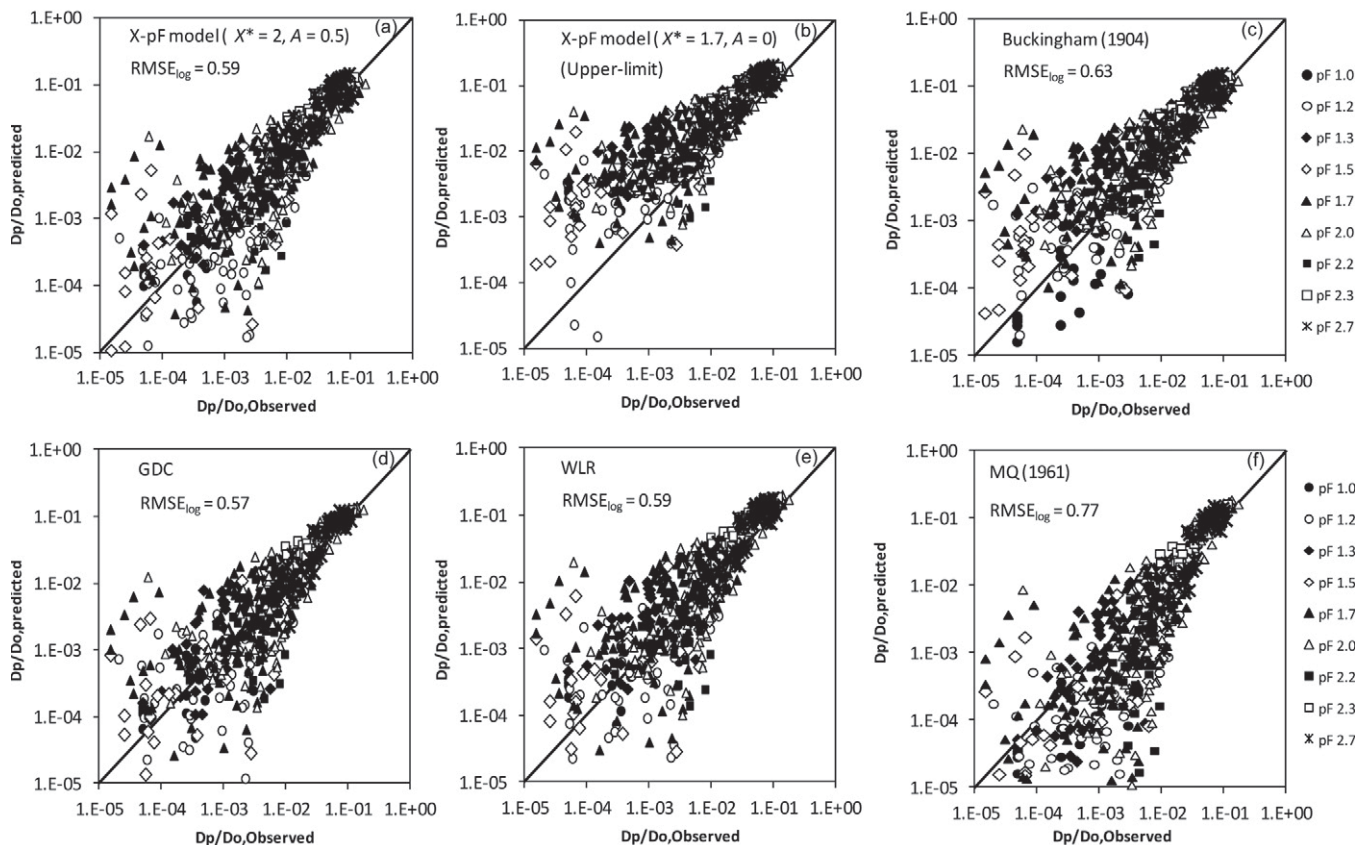 (a)
X-pF model ( X* = 2, A = 0.5)
RMSElog = 0.59
1.E+00
1.E-01
1.E-02
1.E-03
1.E-04
1.E-05
Dp/Do,predicted
1.E-05 1.E-04 1.E-03 1.E-02 1.E-01 1.E+00
Dp/Do,Observed
(b)
X-pF model ( X* = 1.7, A = 0)
(Upper-limit)
1.E+00
1.E-01
1.E-02
1.E-03
1.E-04
1.E-05
Dp/Do,predicted
1.E-05 1.E-04 1.E-03 1.E-02 1.E-01 1.E+00
Dp/Do,Observed
(c)
Buckingham (1904)
RMSElog = 0.63
1.E+00
1.E-01
1.E-02
1.E-03
1.E-04
1.E-05
Dp/Do,predicted
1.E-05 1.E-04 1.E-03 1.E-02 1.E-01 1.E+00
Dp/Do,Observed
pF 1.0
pF 1.2
pF 1.3
pF 1.5
pF 1.7
pF 2.0
pF 2.2
pF 2.3
pF 2.7
(d)
GDC
RMSElog = 0.57
1.E+00
1.E-01
1.E-02
1.E-03
1.E-04
1.E-05
Dp/Do,predicted
1.E-05 1.E-04 1.E-03 1.E-02 1.E-01 1.E+00
Dp/Do,Observed
(e)
WLR
RMSElog = 0.59
1.E+00
1.E-01
1.E-02
1.E-03
1.E-04
1.E-05
Dp/Do,predicted
1.E-05 1.E-04 1.E-03 1.E-02 1.E-01 1.E+00
Dp/Do,Observed
(f)
MQ (1961)
RMSElog = 0.77
1.E+00
1.E-01
1.E-02
1.E-03
1.E-04
1.E-05
Dp/Do,predicted
1.E-05 1.E-04 1.E-03 1.E-02 1.E-01 1.E+00
Dp/Do,Observed
pF 1.0
pF 1.2
pF 1.3
pF 1.5
pF 1.7
pF 2.0
pF 2.2
pF 2.3
pF 2.7